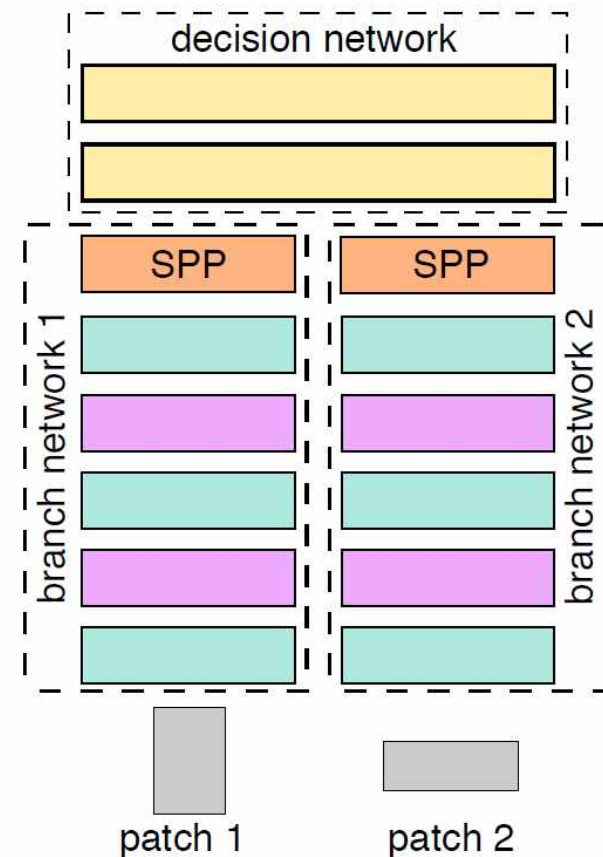 decision network
SPP
SPP
branch network 1
branch network 2
patch 1
patch 2